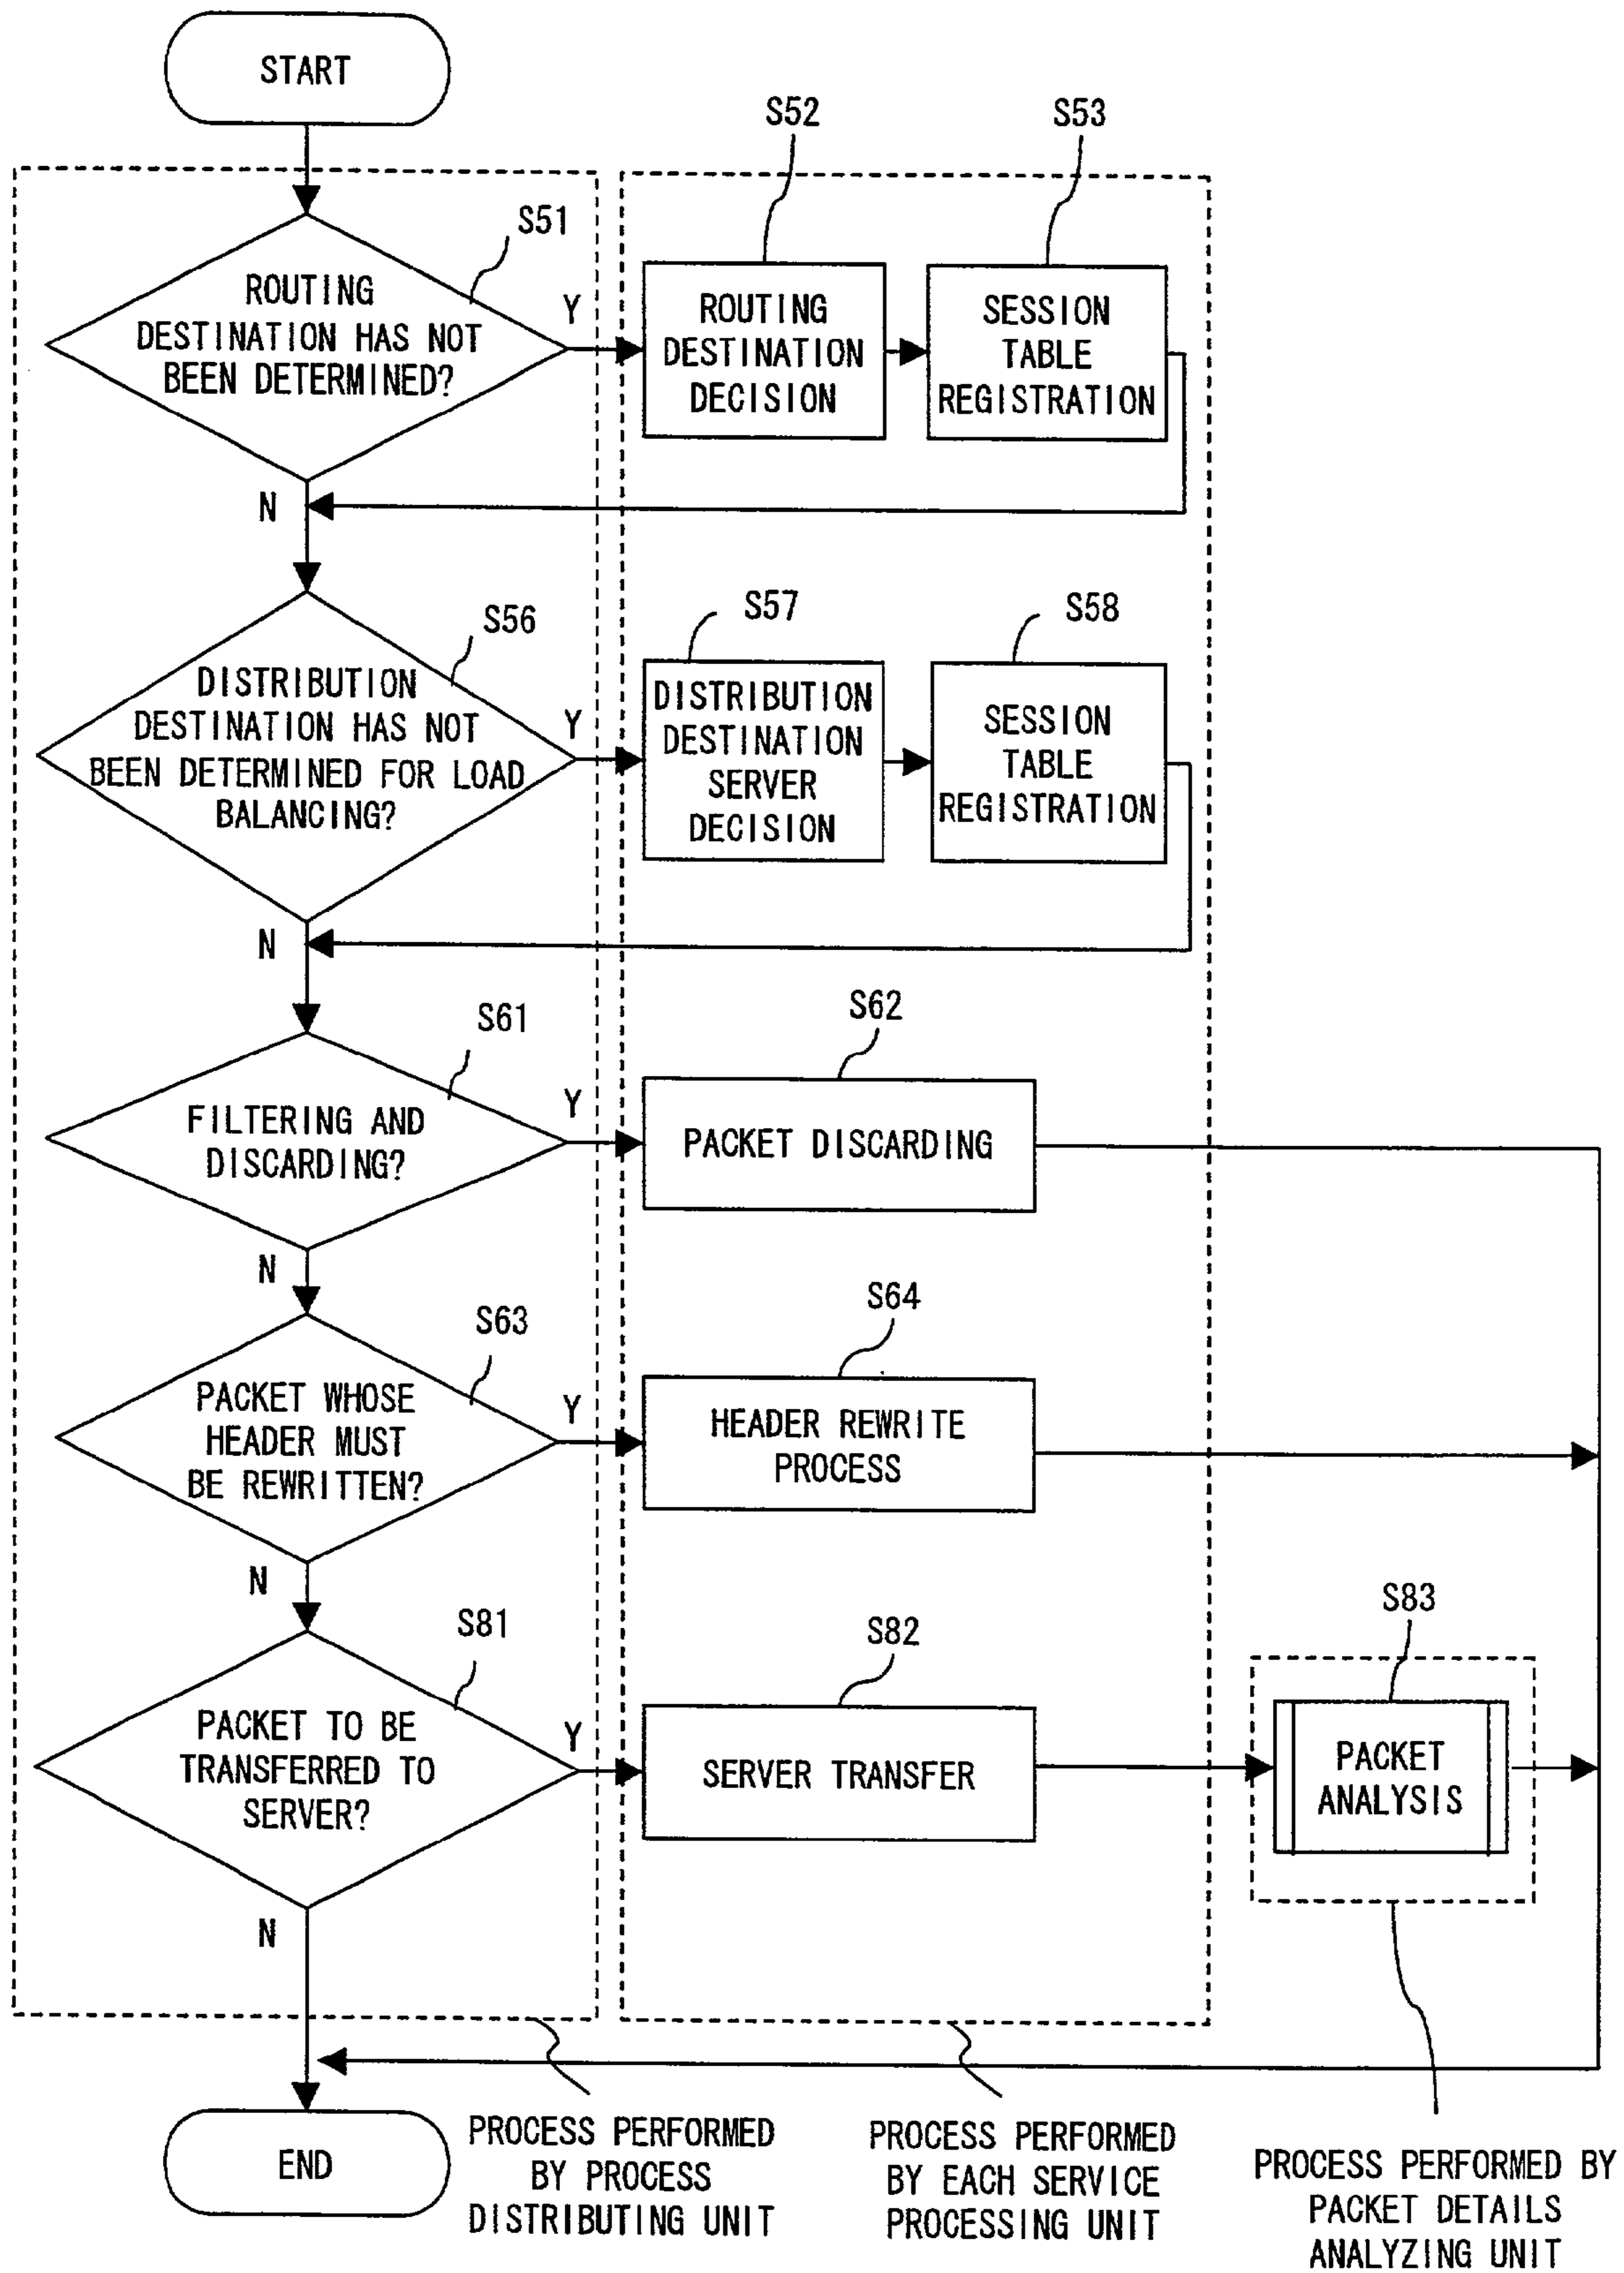 START
S52
S53
S51
ROUTING
DESTINATION HAS NOT
BEEN DETERMINED?
Y
ROUTING
DESTINATION
DECISION
SESSION
TABLE
REGISTRATION
N
S56
S57
S58
DISTRIBUTION
DESTINATION HAS NOT
BEEN DETERMINED FOR LOAD
BALANCING?
Y
DISTRIBUTION
DESTINATION
SERVER
DECISION
SESSION
TABLE
REGISTRATION
N
S61
S62
FILTERING AND
DISCARDING?
Y
PACKET DISCARDING
N
S63
S64
PACKET WHOSE
HEADER MUST
BE REWRITTEN?
Y
HEADER REWRITE
PROCESS
N
S81
S82
S83
PACKET TO BE
TRANSFERRED TO
SERVER?
Y
SERVER TRANSFER
PACKET
ANALYSIS
N
END
PROCESS PERFORMED
BY PROCESS
DISTRIBUTING UNIT
PROCESS PERFORMED
BY EACH SERVICE
PROCESSING UNIT
PROCESS PERFORMED BY
PACKET DETAILS
ANALYZING UNIT